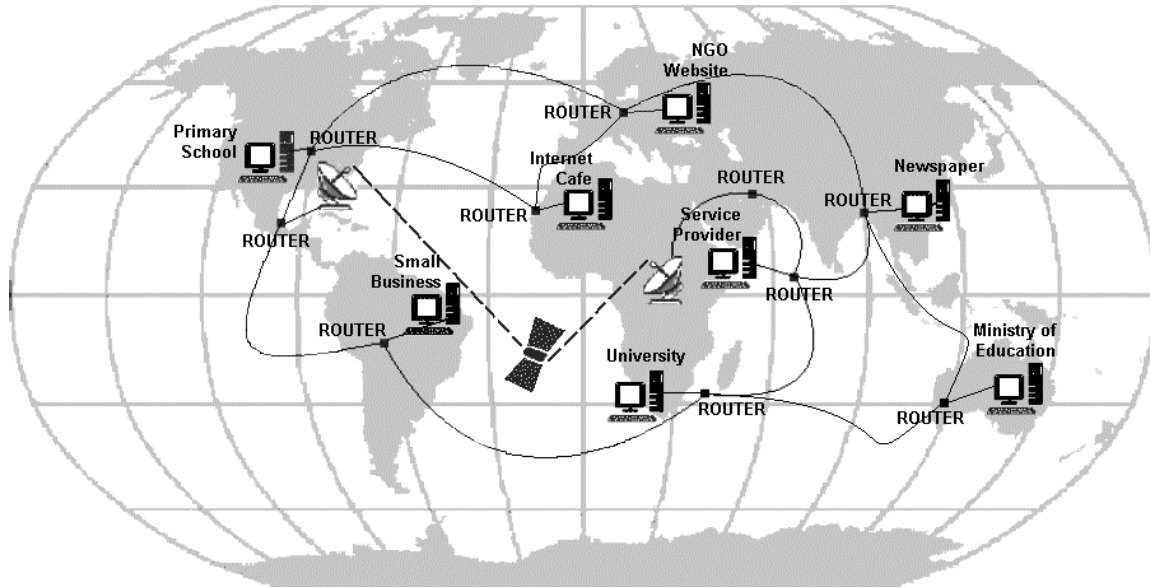 NGO
Website
ROUTER
Primary
School
ROUTER
Internet
Cafe
ROUTER
Newspaper
ROUTER
ROUTER
Service
Provider
ROUTER
ROUTER
Small
Business
ROUTER
University
ROUTER
Ministry of
Education
ROUTER